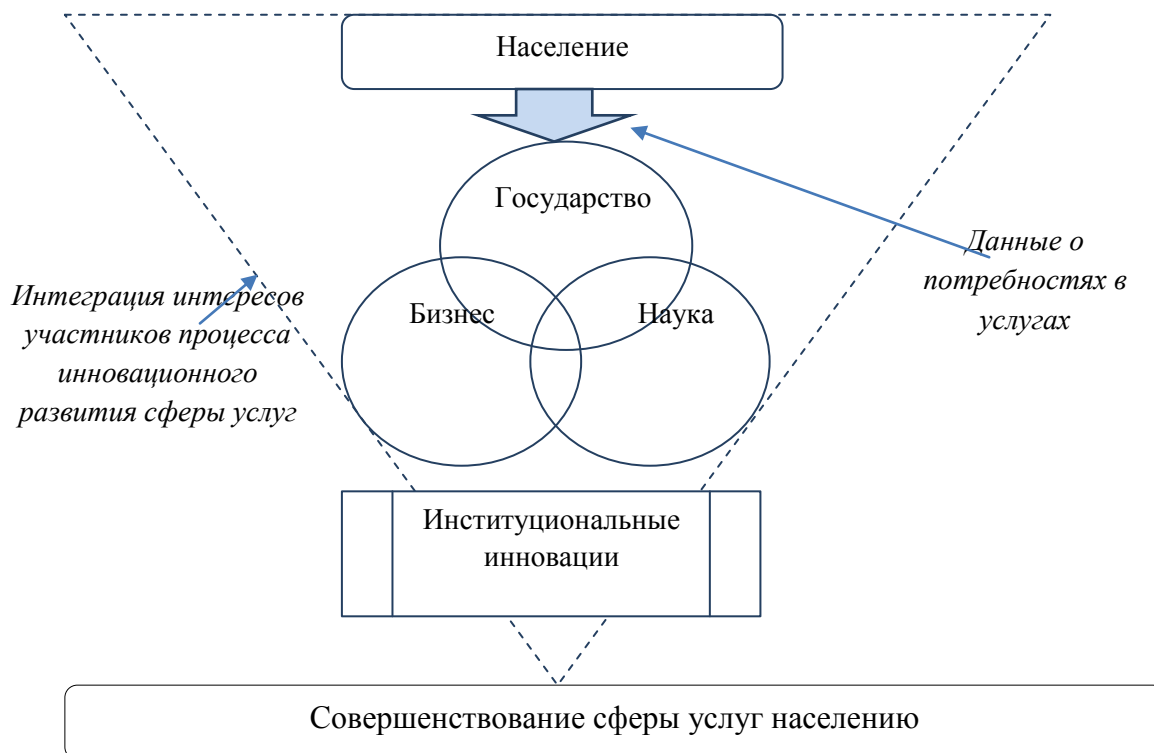 Население
Государство
Бизнес
Наука
Данные о
потребностях в
услугах
Интеграция интересов
участников процесса
инновационного
развития сферы услуг
Институциональные
инновации
Совершенствование сферы услуг населению